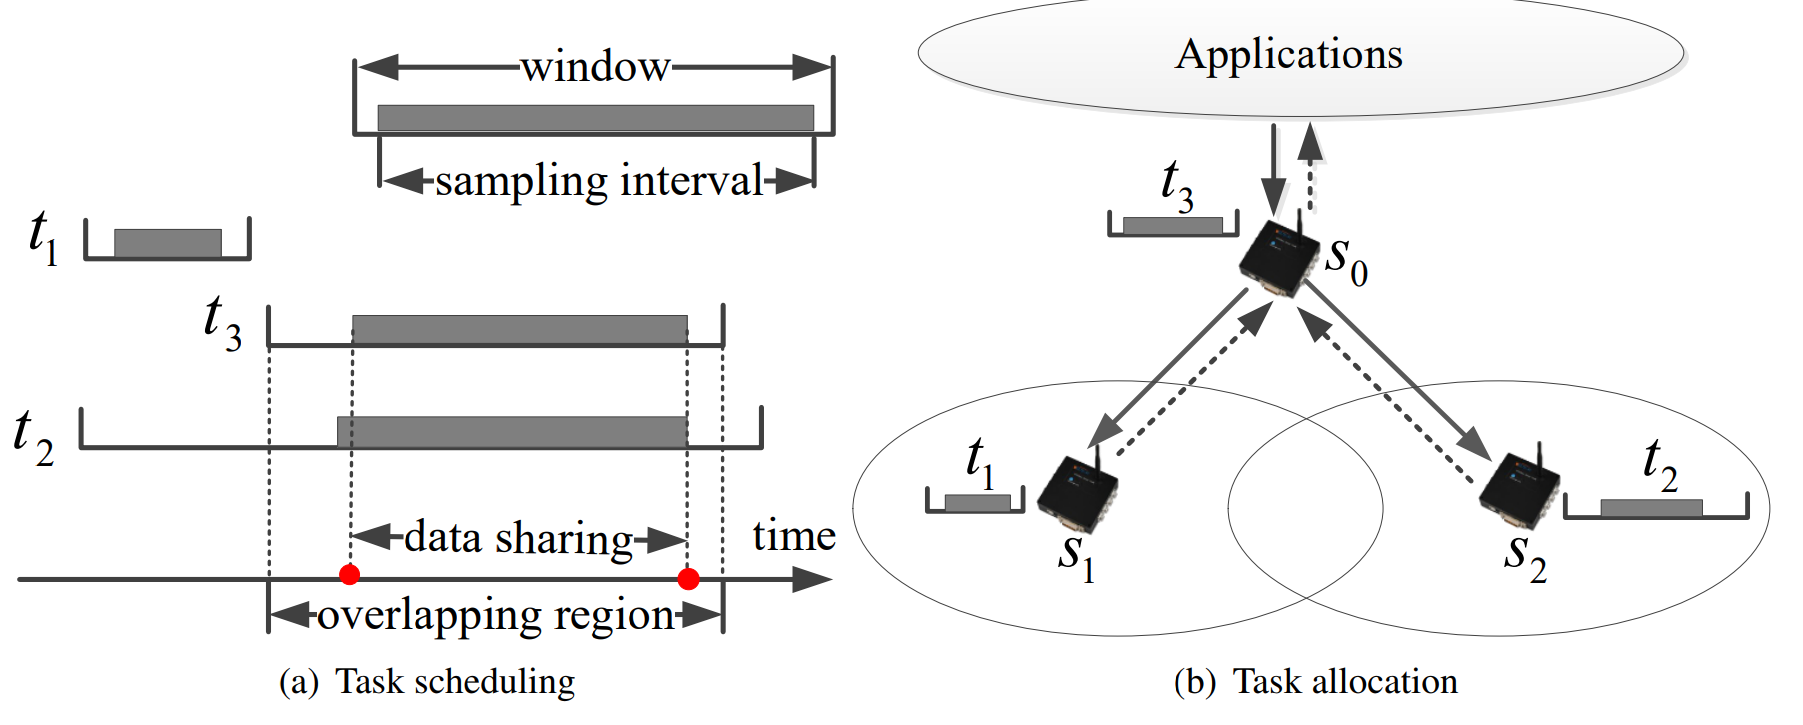 window
sampling interval
t1
t3
t2
data sharing
time
overlapping region
(a) Task scheduling
Applications
t3
s0
t1
s1
t2
s2
(b) Task allocation